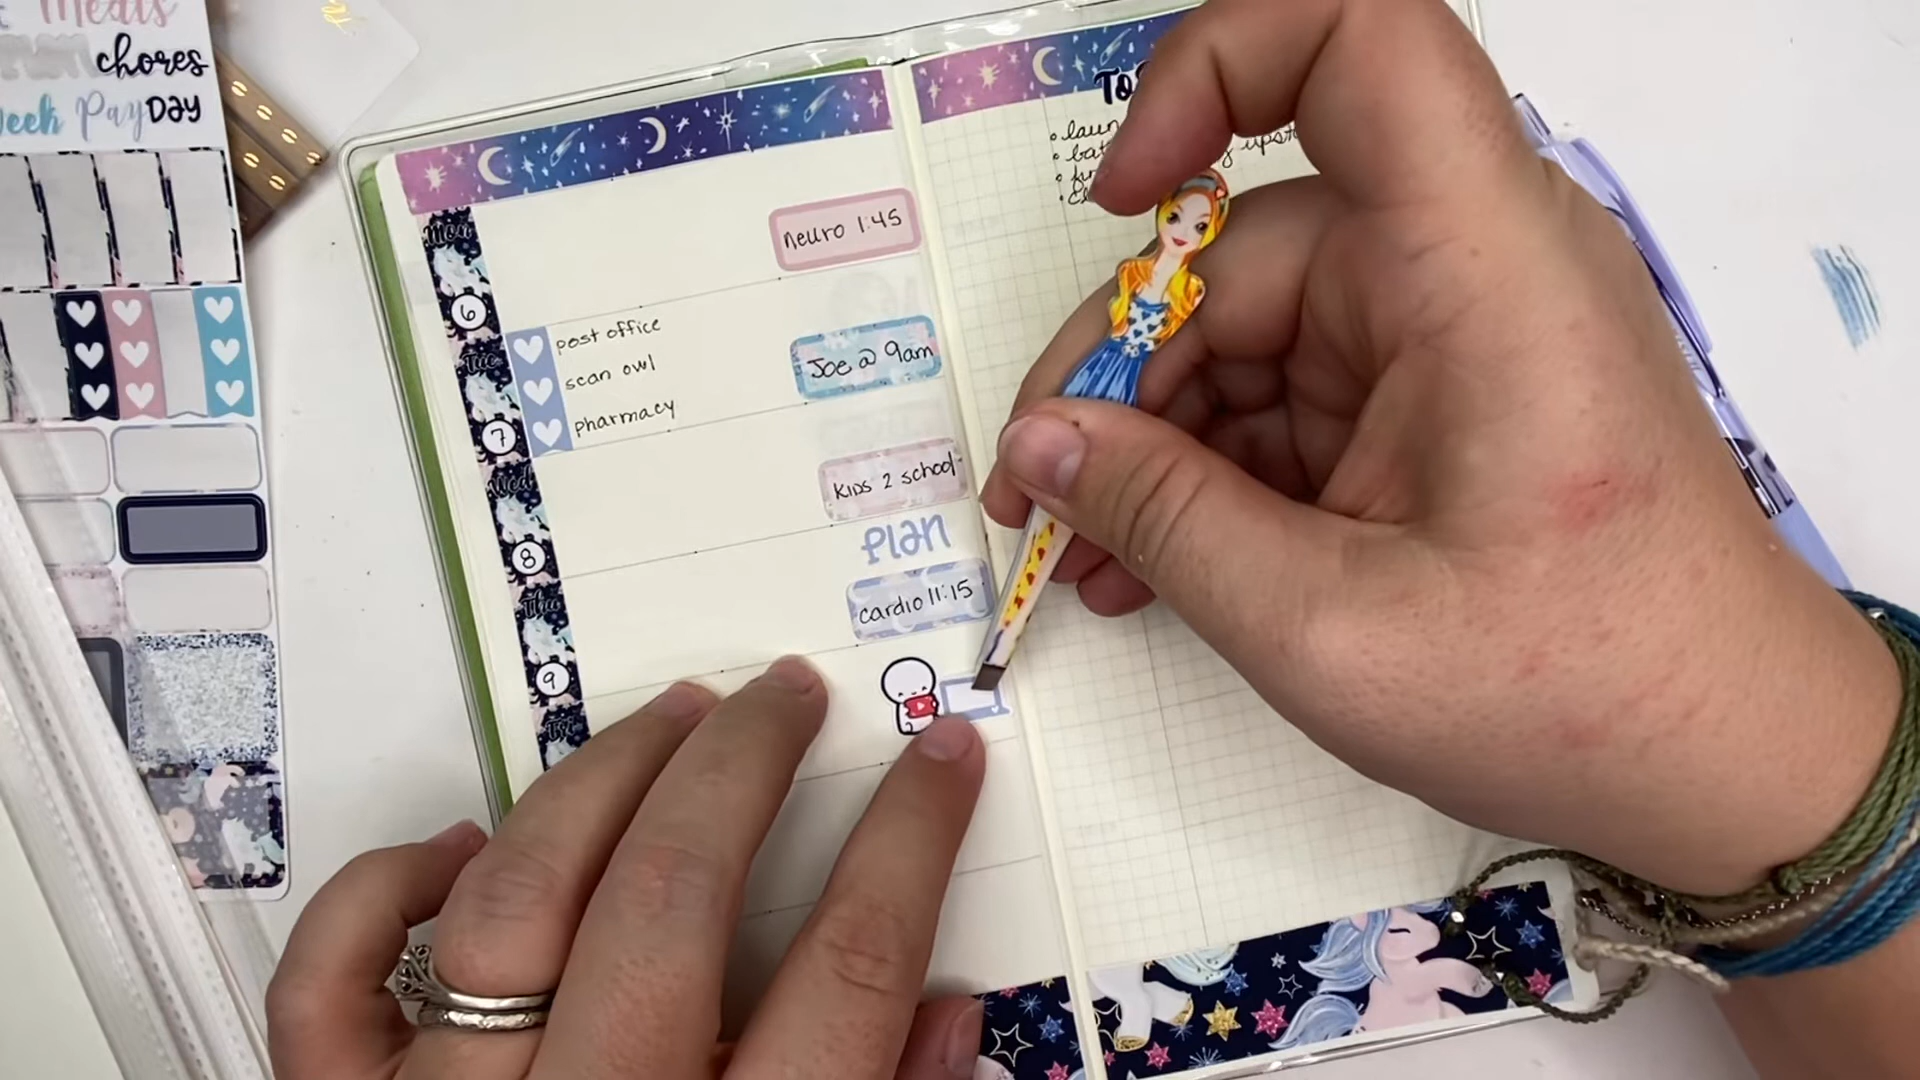 Meals
chores
Week Pay DAY
Mon
neuro 1:45
6
post office
Tue
scan owl
Joe @ 9am
7
pharmacy
Wed
KIDS 2 school
8
plan
Thu
cardio 11:15
9
Fri